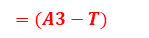 = (A3 − T)